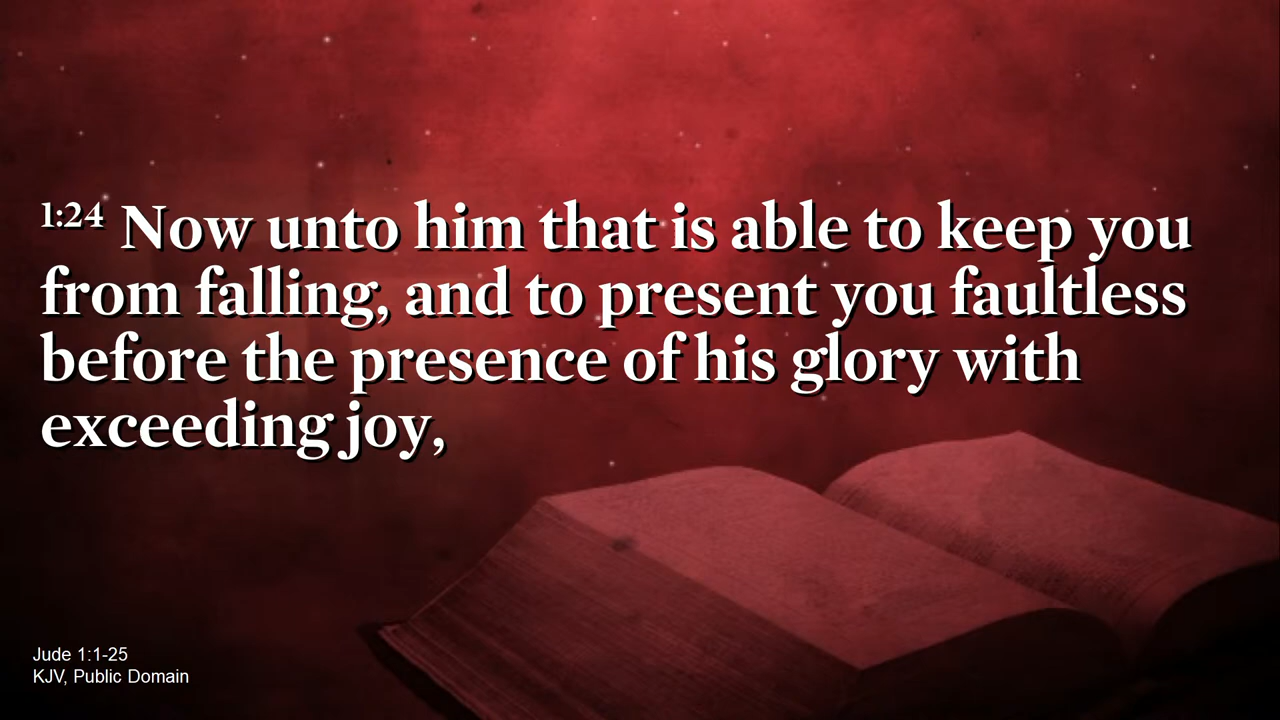 1:24 Now unto him that is able to keep you
from falling, and to present you faultless
before the presence of his glory with
exceeding joy,
Jude 1:1-25
KJV, Public Domain